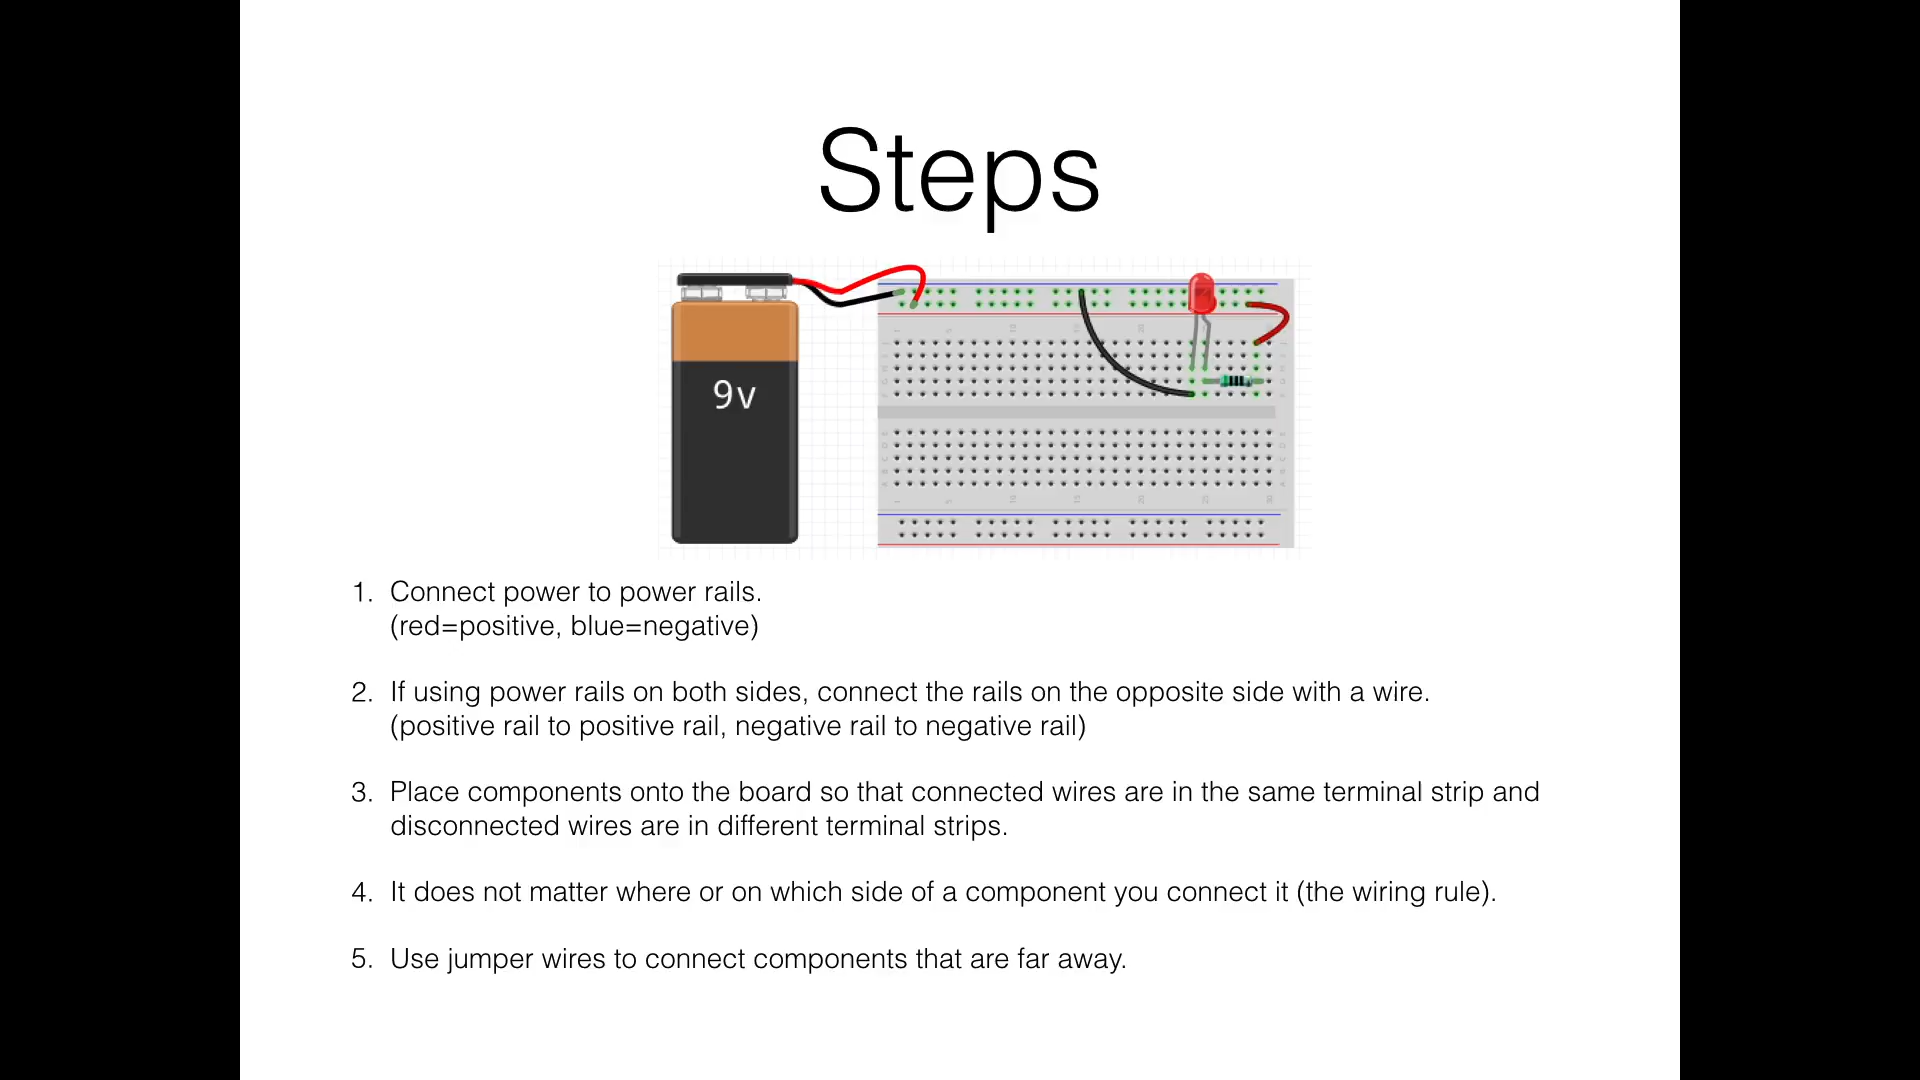 Steps
9v
1. Connect power to power rails.
(red=positive, blue=negative)
2. If using power rails on both sides, connect the rails on the opposite side with a wire.
(positive rail to positive rail, negative rail to negative rail)
3. Place components onto the board so that connected wires are in the same terminal strip and
disconnected wires are in different terminal strips.
4. It does not matter where or on which side of a component you connect it (the wiring rule).
5. Use jumper wires to connect components that are far away.